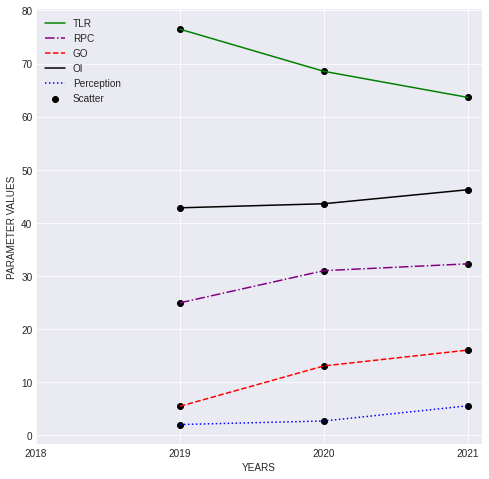 80
70
60
50
40
30
20
10
0
PARAMETER VALUES
TLR
RPC
GO
OI
Perception
Scatter
2018 2019 2020 2021
YEARS